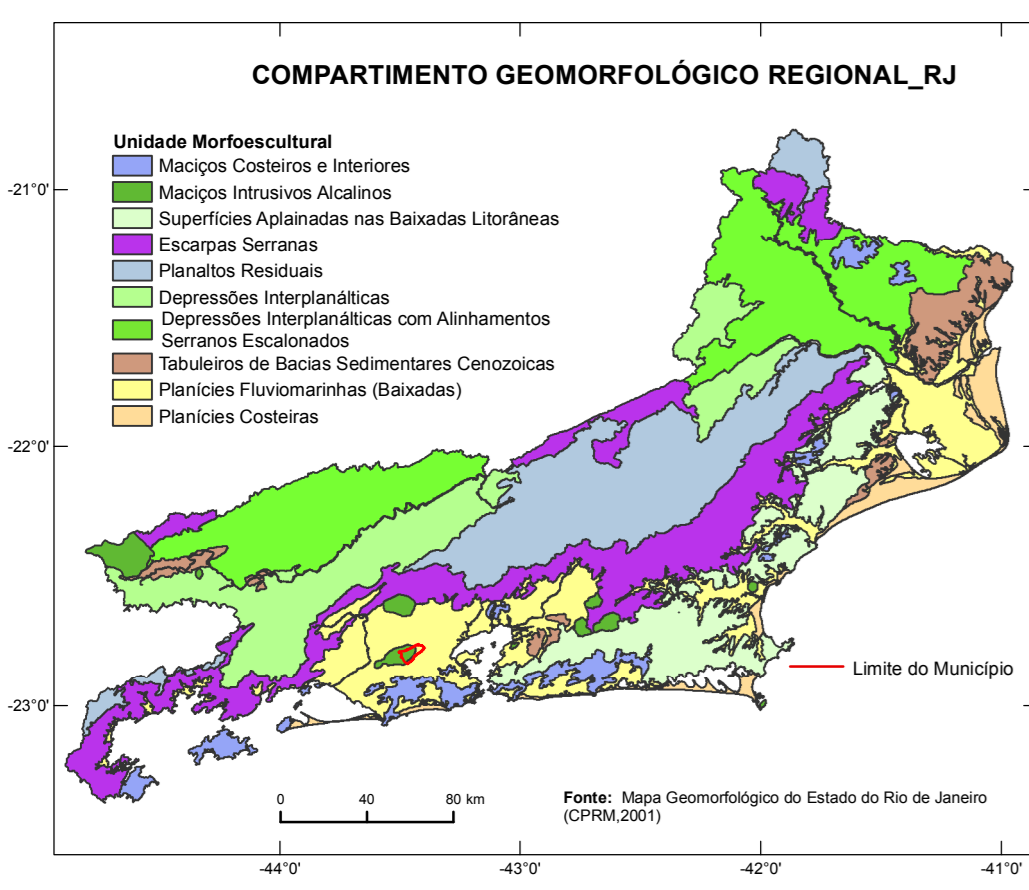 COMPARTIMENTO GEOMORFOLÓGICO REGIONAL_RJ
Unidade Morfoescultural
Maciços Costeiros e Interiores
Maciços Intrusivos Alcalinos
Superfícies Aplainadas nas Baixadas Litorâneas
Escarpas Serranas
Planaltos Residuais
Depressões Interplanálticas
Depressões Interplanálticas com Alinhamentos
Serranos Escalonados
Tabuleiros de Bacias Sedimentares Cenozoicas
Planícies Fluviomarinhas (Baixadas)
Planícies Costeiras
-21°0'
-22°0'
-23°0'
Limite do Município
0 40 80 km
Fonte: Mapa Geomorfológico do Estado do Rio de Janeiro
(CPRM,2001)
-44°0' -43°0' -42°0' -41°0'